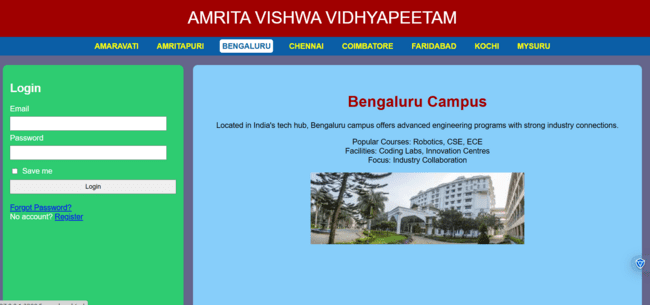 AMRITA VISHWA VIDHYAPEETAM
AMARAVATI AMRITAPURI BENGALURU CHENNAI COIMBATORE FARIDABAD KOCHI MYSURU
Login
Email
Password
Save me
Login
Forgot Password?
No account? Register
Bengaluru Campus
Located in India's tech hub, Bengaluru campus offers advanced engineering programs with strong industry connections.
Popular Courses: Robotics, CSE, ECE
Facilities: Coding Labs, Innovation Centres
Focus: Industry Collaboration